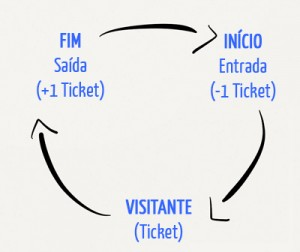 FIM
Saída
(+1 Ticket)
INÍCIO
Entrada
(-1 Ticket)
VISITANTE
(Ticket)